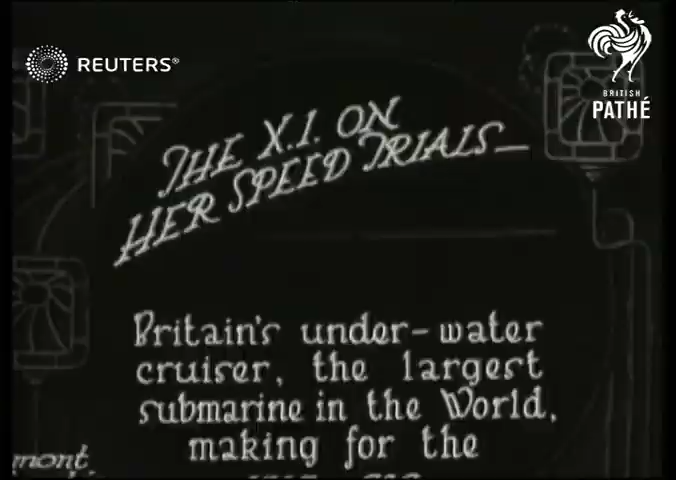 REUTERS®
BRITISH
PATHÉ
THE X.1. ON
HER SPEED TRIALS—
Britain's under-water
cruiser, the largest
submarine in the World,
making for the
mont.